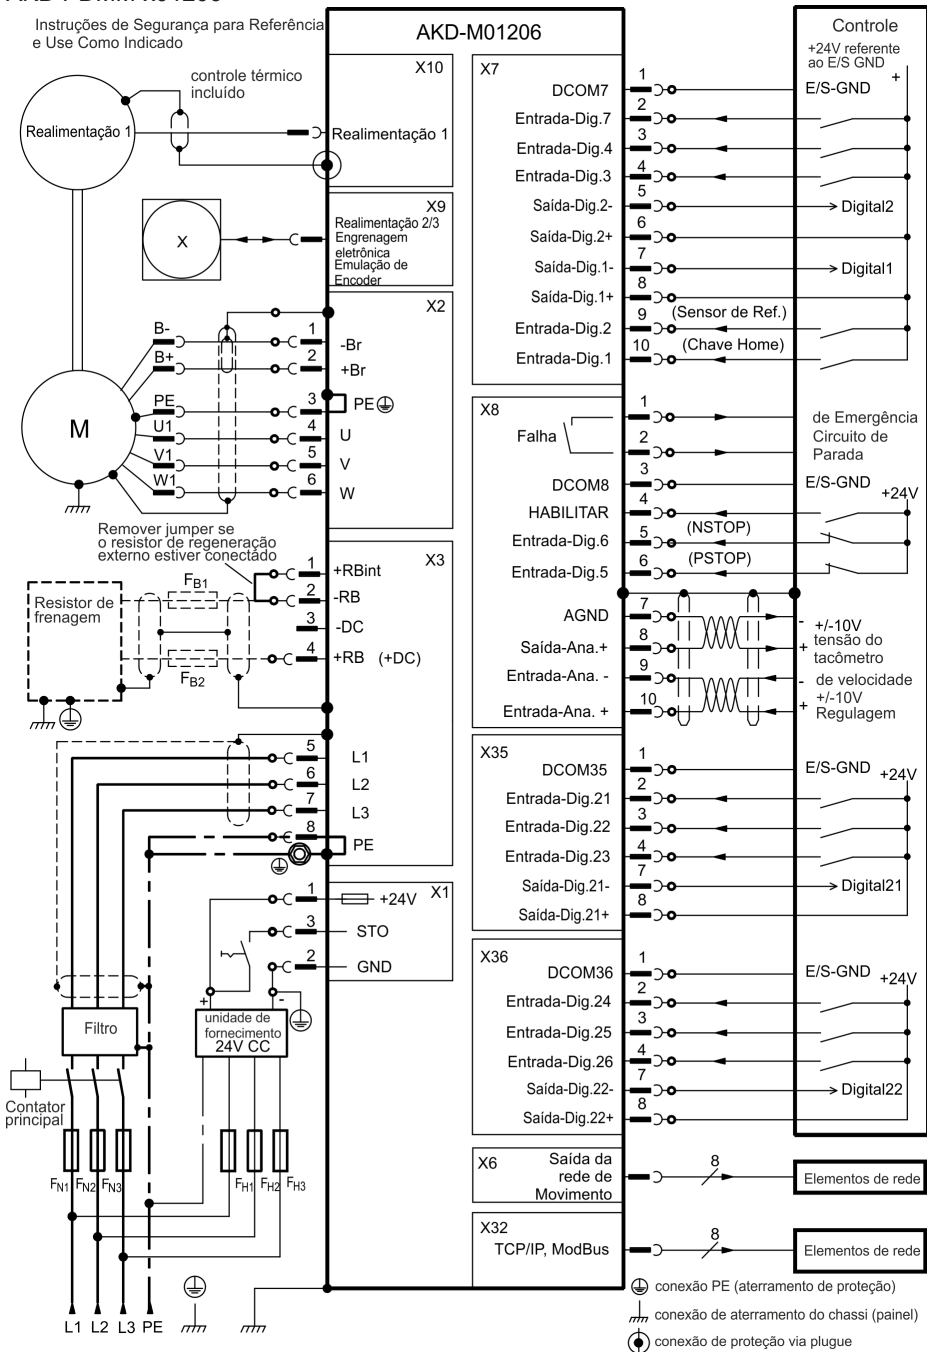 Instruções de Segurança para Referência
e Use Como Indicado
AKD-M01206
Controle
+24V referente
ao E/S GND
+
controle térmico
incluído
Realimentação 1
X10
Realimentação 1
X9
Realimentação 2/3
Engrenagem
eletrônica
Emulação de
Encoder
X
X2
B-
1
-Br
B+
2
+Br
PE
3
PE
U1
4
U
V1
5
V
W1
6
W
M
Remover jumper se
o resistor de regeneração
externo estiver conectado
X3
FB1
Resistor de
frenagem
FB2
1
+RBint
2
-RB
3
-DC
4
+RB (+DC)
5
L1
6
L2
7
L3
8
PE
X1
1
+24V
3
STO
2
GND
+
-
unidade de
fornecimento
24V CC
Filtro
Contator
principal
FN1
FN2
FN3
FH1
FH2
FH3
L1
L2
L3
PE
X7
DCOM7
1
E/S-GND
Entrada-Dig.7
2
Entrada-Dig.4
3
Entrada-Dig.3
4
Saída-Dig.2-
5
Digital2
Saída-Dig.2+
6
Saída-Dig.1-
7
Digital1
Saída-Dig.1+
8
Entrada-Dig.2
9
(Sensor de Ref.)
Entrada-Dig.1
10
(Chave Home)
X8
Falha
1
2
de Emergência
Circuito de
Parada
DCOM8
3
E/S-GND
+24V
HABILITAR
4
Entrada-Dig.6
5
(NSTOP)
Entrada-Dig.5
6
(PSTOP)
AGND
7
-
Saída-Ana.+
8
+
+/-10V
tensão do
tacômetro
Entrada-Ana. -
9
-
Entrada-Ana. +
10
+
de velocidade
+/-10V
Regulagem
X35
DCOM35
1
E/S-GND
+24V
Entrada-Dig.21
2
Entrada-Dig.22
3
Entrada-Dig.23
4
Saída-Dig.21-
7
Digital21
Saída-Dig.21+
8
X36
DCOM36
1
E/S-GND
+24V
Entrada-Dig.24
2
Entrada-Dig.25
3
Entrada-Dig.26
4
Saída-Dig.22-
7
Digital22
Saída-Dig.22+
8
X6
Saída da
rede de
Movimento
8
Elementos de rede
X32
TCP/IP, ModBus
8
Elementos de rede
conexão PE (aterramento de proteção)
conexão de aterramento do chassi (painel)
conexão de proteção via plugue